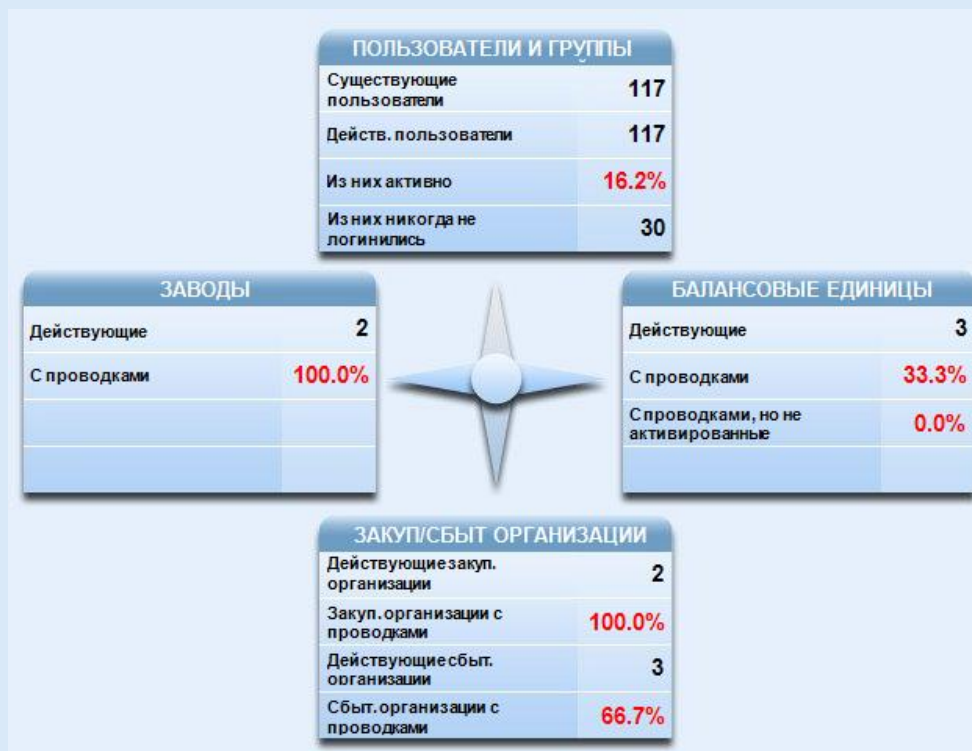 ПОЛЬЗОВАТЕЛИ И ГРУППЫ
Существующие
пользователи
117
Действ. пользователи
117
Из них активно
16.2%
Из них никогда не
логинились
30
ЗАВОДЫ
Действующие
2
С проводками
100.0%
БАЛАНСОВЫЕ ЕДИНИЦЫ
Действующие
3
С проводками
33.3%
С проводками, но не
активированные
0.0%
ЗАКУП/СБЫТ ОРГАНИЗАЦИИ
Действующие закуп.
организации
2
Закуп. организации с
проводками
100.0%
Действующие сбыт.
организации
3
Сбыт. организации с
проводками
66.7%